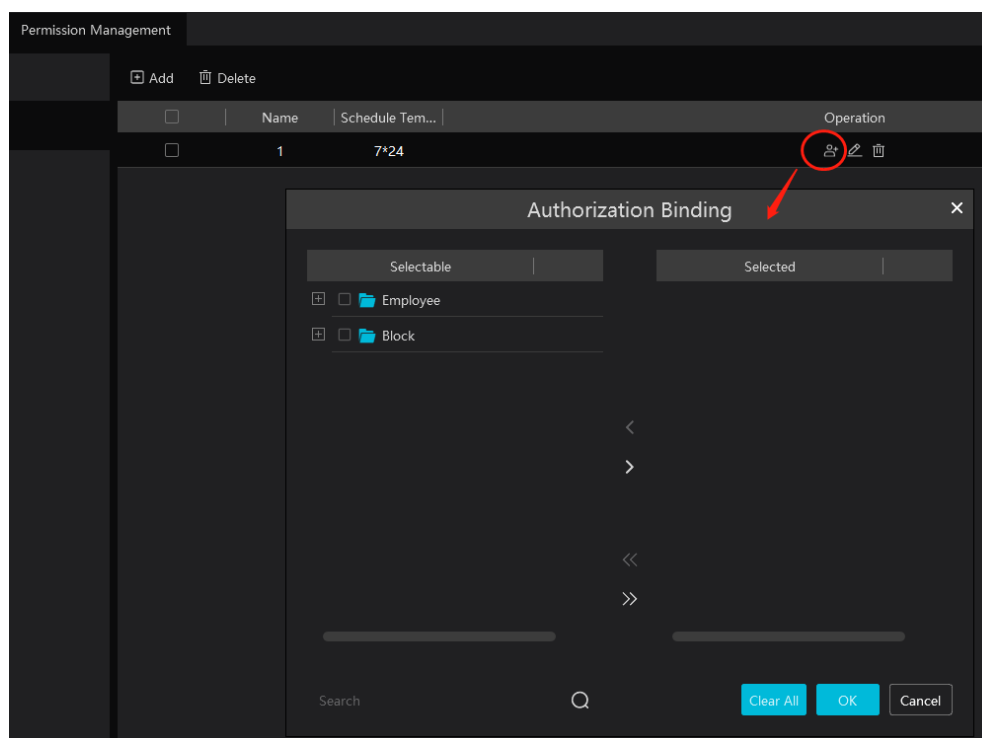 Permission Management
Add Delete
Name Schedule Tem... Operation
1 7*24
Authorization Binding
Selectable Selected
Employee
Block
Search Clear All OK Cancel